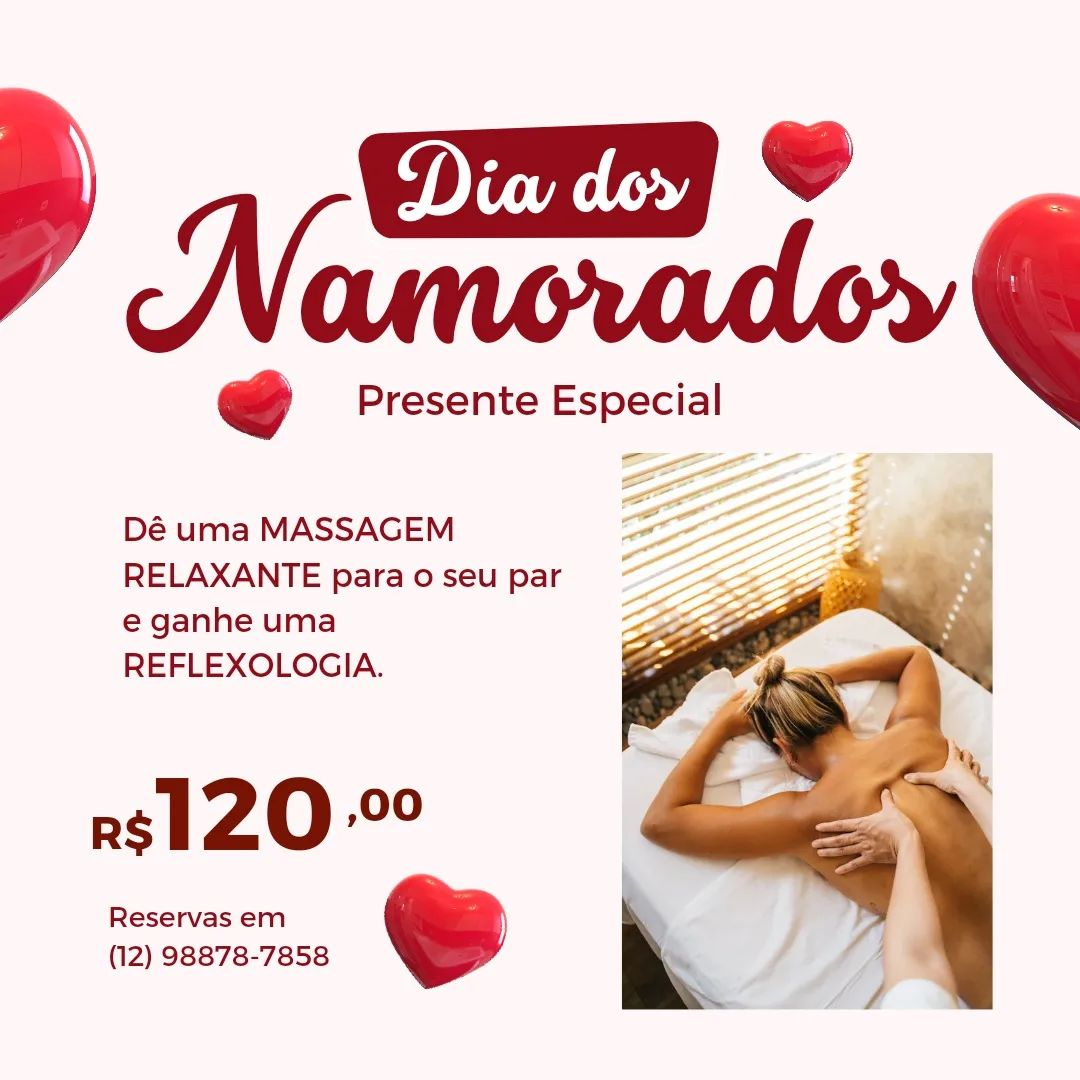 Dia dos
Namorados
Presente Especial
Dê uma MASSAGEM
RELAXANTE para o seu par
e ganhe uma
REFLEXOLOGIA.
R$120,00
Reservas em
(12) 98878-7858